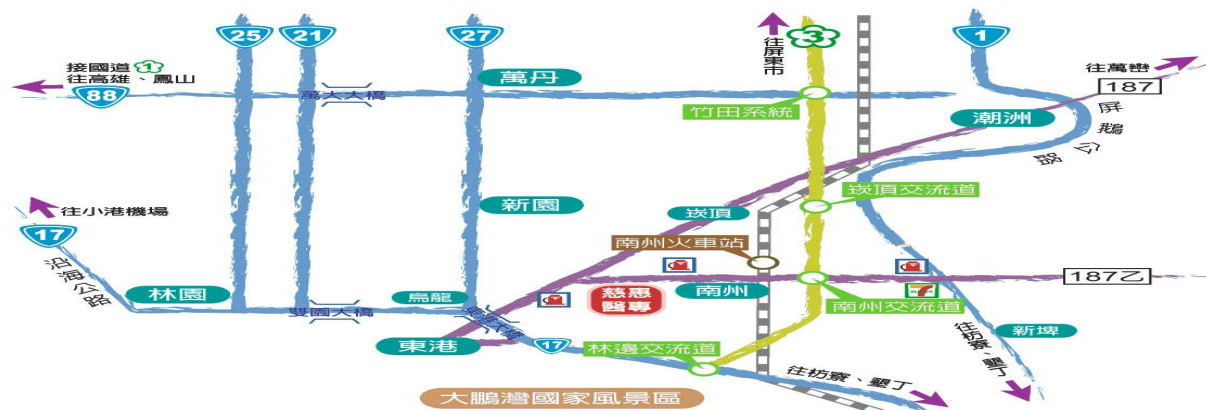 25
21
27
3
1
往屏東市
接國道 1
往高雄、鳳山
88
萬大大橋
萬丹
竹田系統
往萬巒
187
潮洲
屏鵝公路
往小港機場
17
沿海公路
新園
崁頂
崁頂交流道
南州火車站
187乙
林園
烏龍
慈惠
醫專
南州
南州交流道
雙園大橋
東港
17
林邊交流道
新埤
往枋寮、墾丁
往枋寮、墾丁
大鵬灣國家風景區